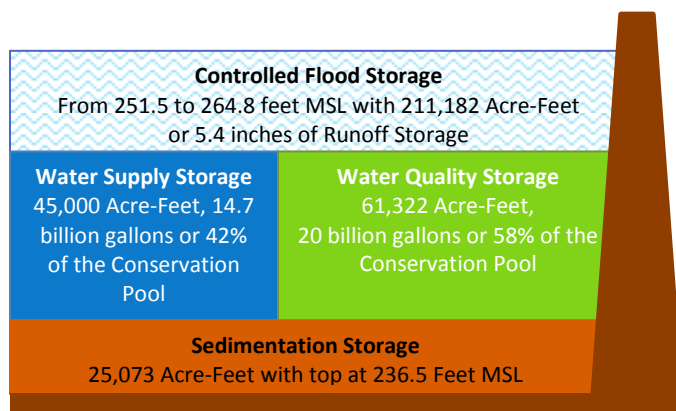 Controlled Flood Storage
From 251.5 to 264.8 feet MSL with 211,182 Acre-Feet
or 5.4 inches of Runoff Storage
Water Supply Storage
45,000 Acre-Feet, 14.7
billion gallons or 42%
of the Conservation
Pool
Water Quality Storage
61,322 Acre-Feet,
20 billion gallons or 58% of the
Conservation Pool
Sedimentation Storage
25,073 Acre-Feet with top at 236.5 Feet MSL